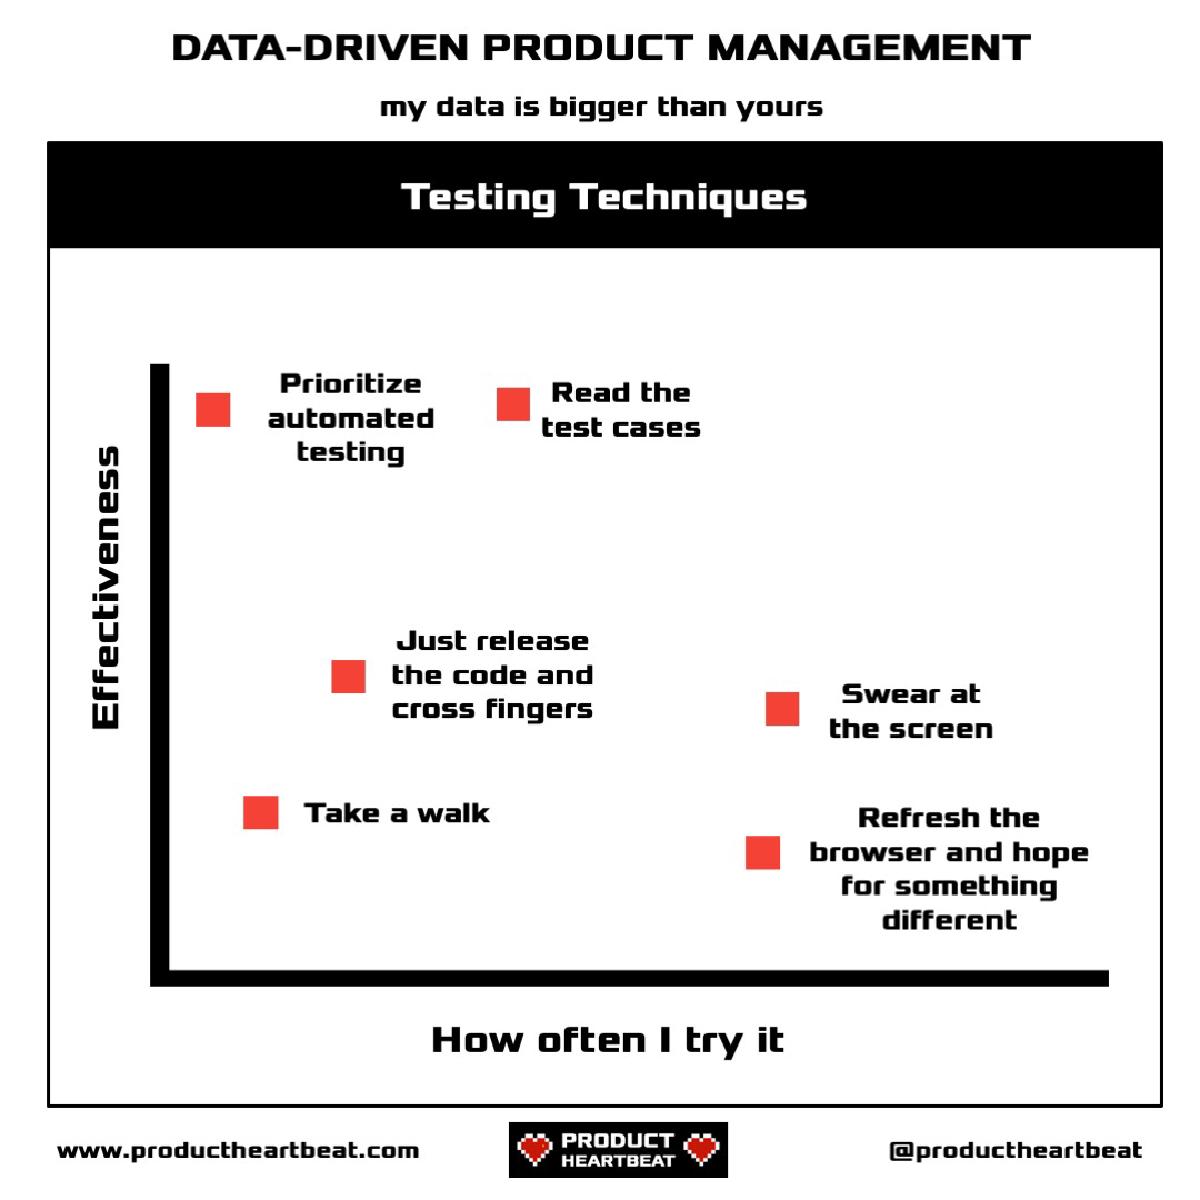 DATA-DRIVEN PRODUCT MANAGEMENT
my data is bigger than yours
Testing Techniques
Prioritize
automated
testing
Read the
test cases
Effectiveness
Just release
the code and
cross fingers
Swear at
the screen
Take a walk
Refresh the
browser and hope
for something
different
How often I try it
www.productheartbeat.com
PRODUCT
HEARTBEAT
@productheartbeat